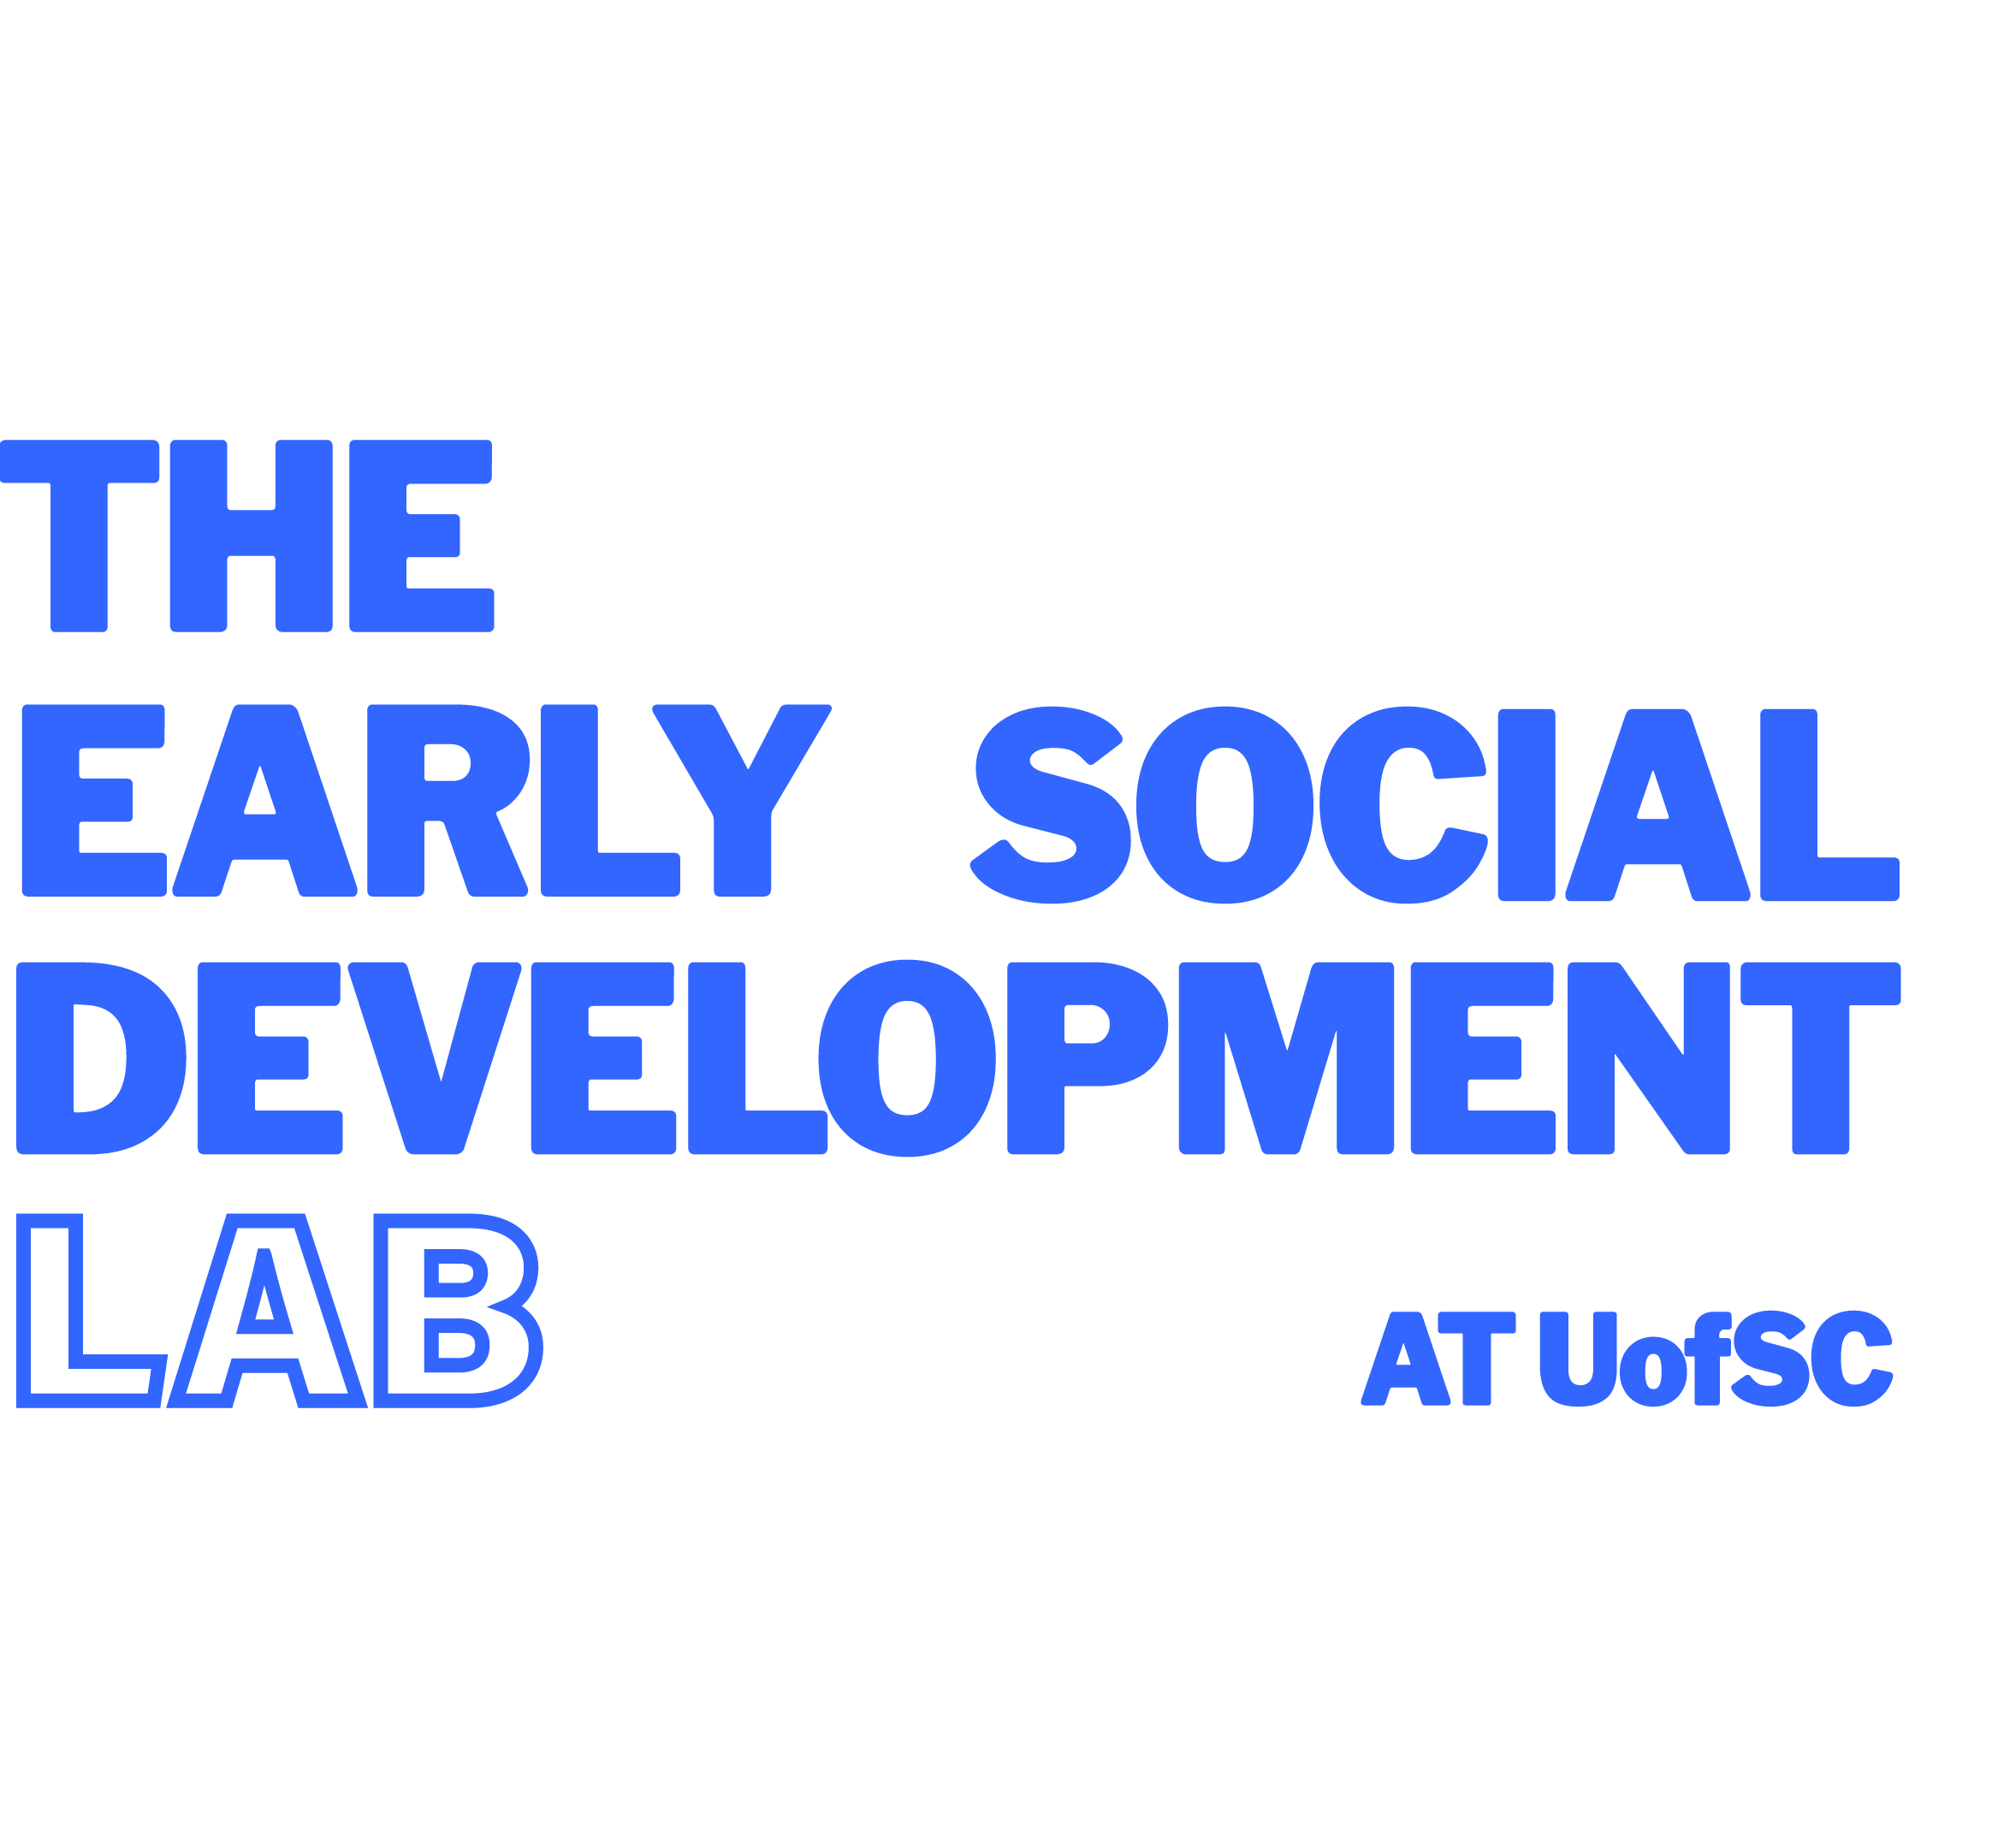 THE
EARLY SOCIAL
DEVELOPMENT
LAB
AT UofSC